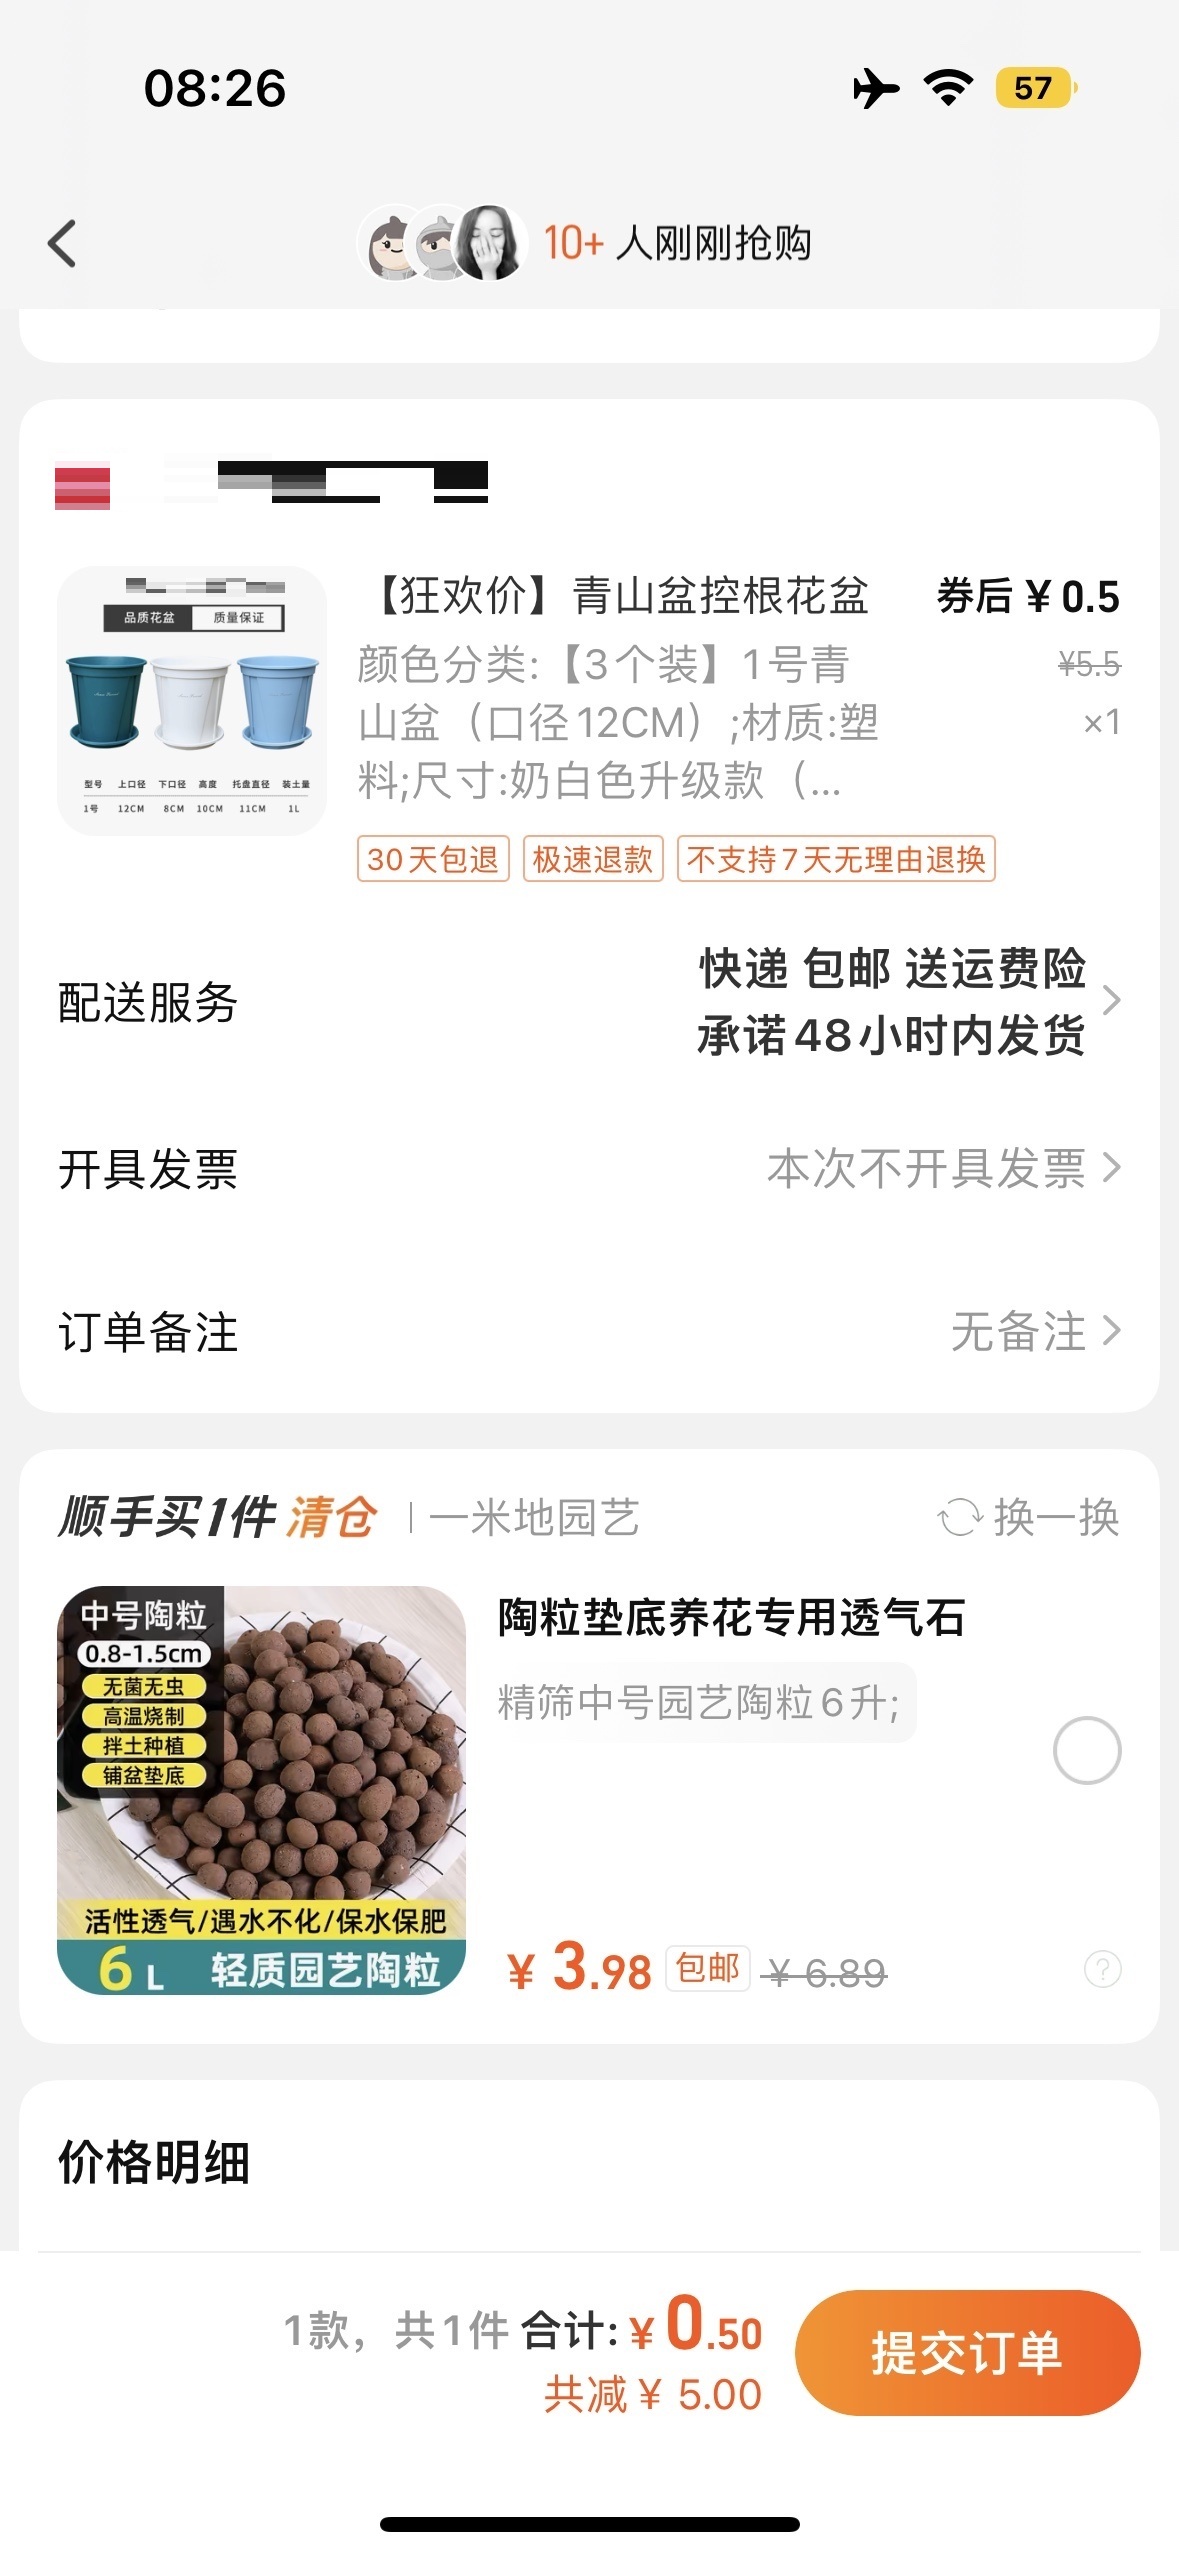 08:26
57
10+ 人刚刚抢购
品质花盆 质量保证
型号 上口径 下口径 高度 托盘直径 装土量
1号 12CM 8CM 10CM 11CM 1L
【狂欢价】青山盆控根花盆 券后 ¥ 0.5
颜色分类:【3个装】1号青 ¥5.5
山盆（口径12CM）;材质:塑 ×1
料;尺寸:奶白色升级款（...
30天包退 极速退款 不支持7天无理由退换
配送服务 快递 包邮 送运费险
承诺48小时内发货
开具发票 本次不开具发票
订单备注 无备注
顺手买1件 清仓 | 一米地园艺 换一换
中号陶粒
0.8-1.5cm
无菌无虫
高温烧制
拌土种植
铺盆垫底
活性透气/遇水不化/保水保肥
6L 轻质园艺陶粒
陶粒垫底养花专用透气石
精筛中号园艺陶粒6升;
¥ 3.98 包邮 ¥ 6.89 ?
价格明细
1款，共1件 合计: ¥ 0.50
共减 ¥ 5.00
提交订单